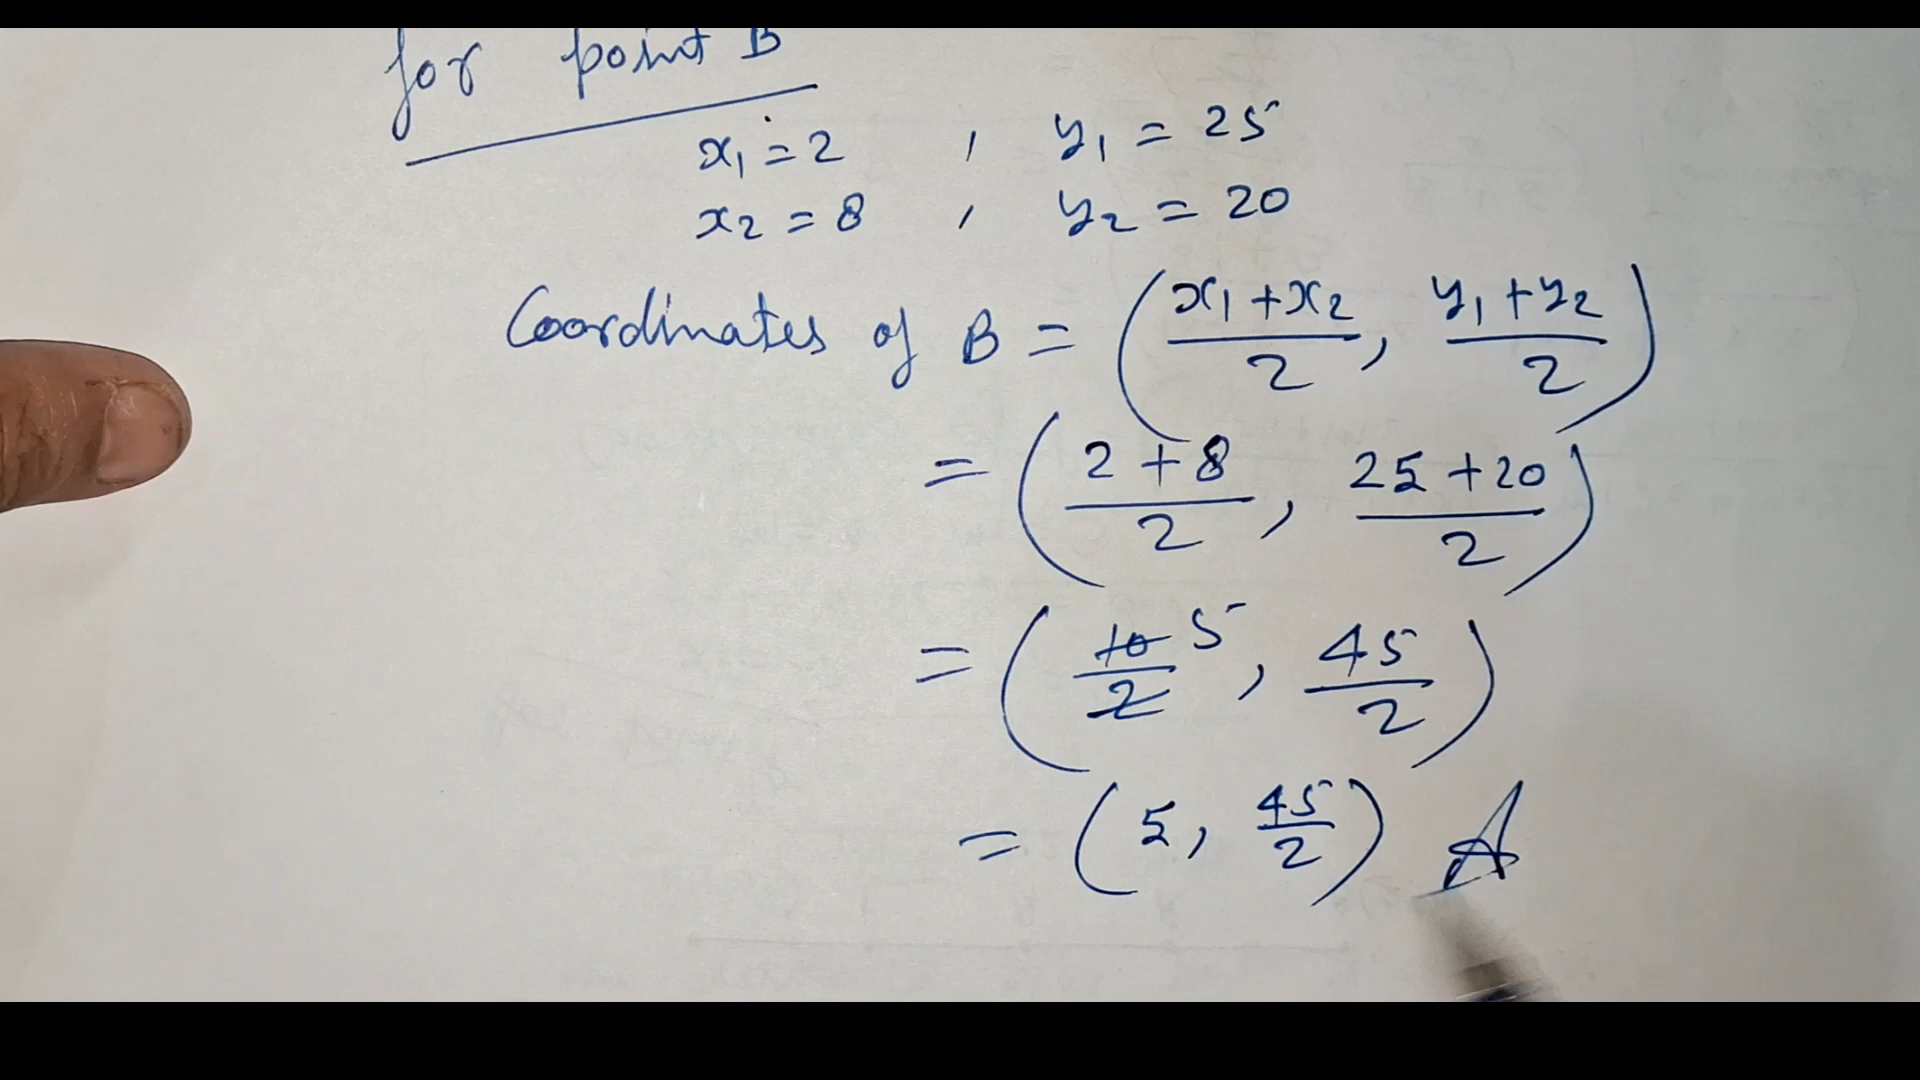 for point B
x₁ = 2 , y₁ = 25
x₂ = 8 , y₂ = 20
Coordinates of B = ( (x₁+x₂)/2 , (y₁+y₂)/2 )
= ( (2+8)/2 , (25+20)/2 )
= ( 10/2 5 , 45/2 )
= ( 5 , 45/2 ) A